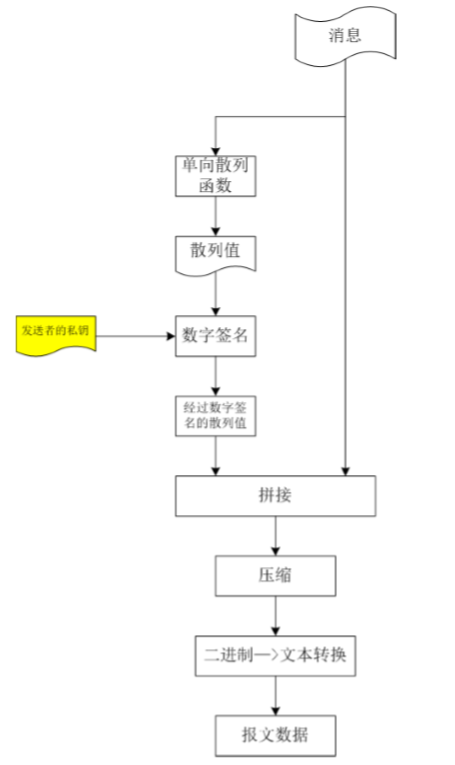 消息
单向散列
函数
散列值
发送者的私钥
数字签名
经过数字签
名的散列值
拼接
压缩
二进制—>文本转换
报文数据